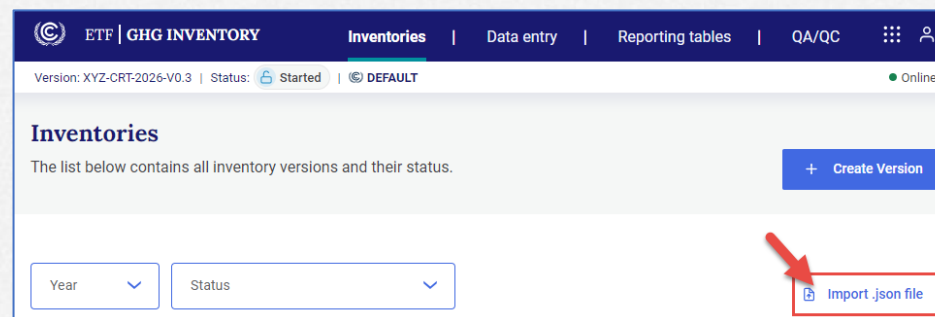 ETF | GHG INVENTORY Inventories | Data entry | Reporting tables | QA/QC
Version: XYZ-CRT-2026-V0.3 | Status: Started | DEFAULT Online
Inventories
The list below contains all inventory versions and their status.
+ Create Version
Year Status Import .json file